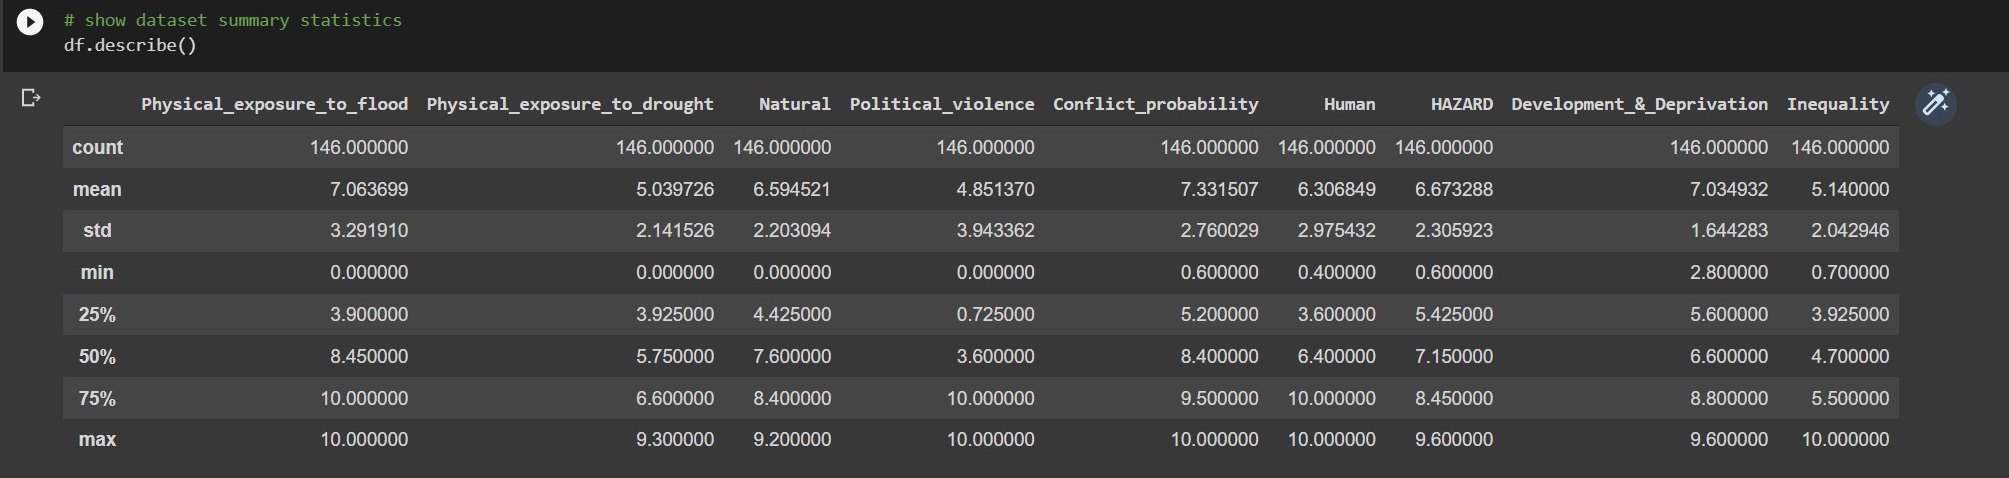 # show dataset summary statistics
df.describe()
Physical_exposure_to_flood Physical_exposure_to_drought Natural Political_violence Conflict_probability Human HAZARD Development_&_Deprivation Inequality
count 146.000000 146.000000 146.000000 146.000000 146.000000 146.000000 146.000000 146.000000 146.000000
mean 7.063699 5.039726 6.594521 4.851370 7.331507 6.306849 6.673288 7.034932 5.140000
std 3.291910 2.141526 2.203094 3.943362 2.760029 2.975432 2.305923 1.644283 2.042946
min 0.000000 0.000000 0.000000 0.000000 0.600000 0.400000 0.600000 2.800000 0.700000
25% 3.900000 3.925000 4.425000 0.725000 5.200000 3.600000 5.425000 5.600000 3.925000
50% 8.450000 5.750000 7.600000 3.600000 8.400000 6.400000 7.150000 6.600000 4.700000
75% 10.000000 6.600000 8.400000 10.000000 9.500000 10.000000 8.450000 8.800000 5.500000
max 10.000000 9.300000 9.200000 10.000000 10.000000 10.000000 9.600000 9.600000 10.000000